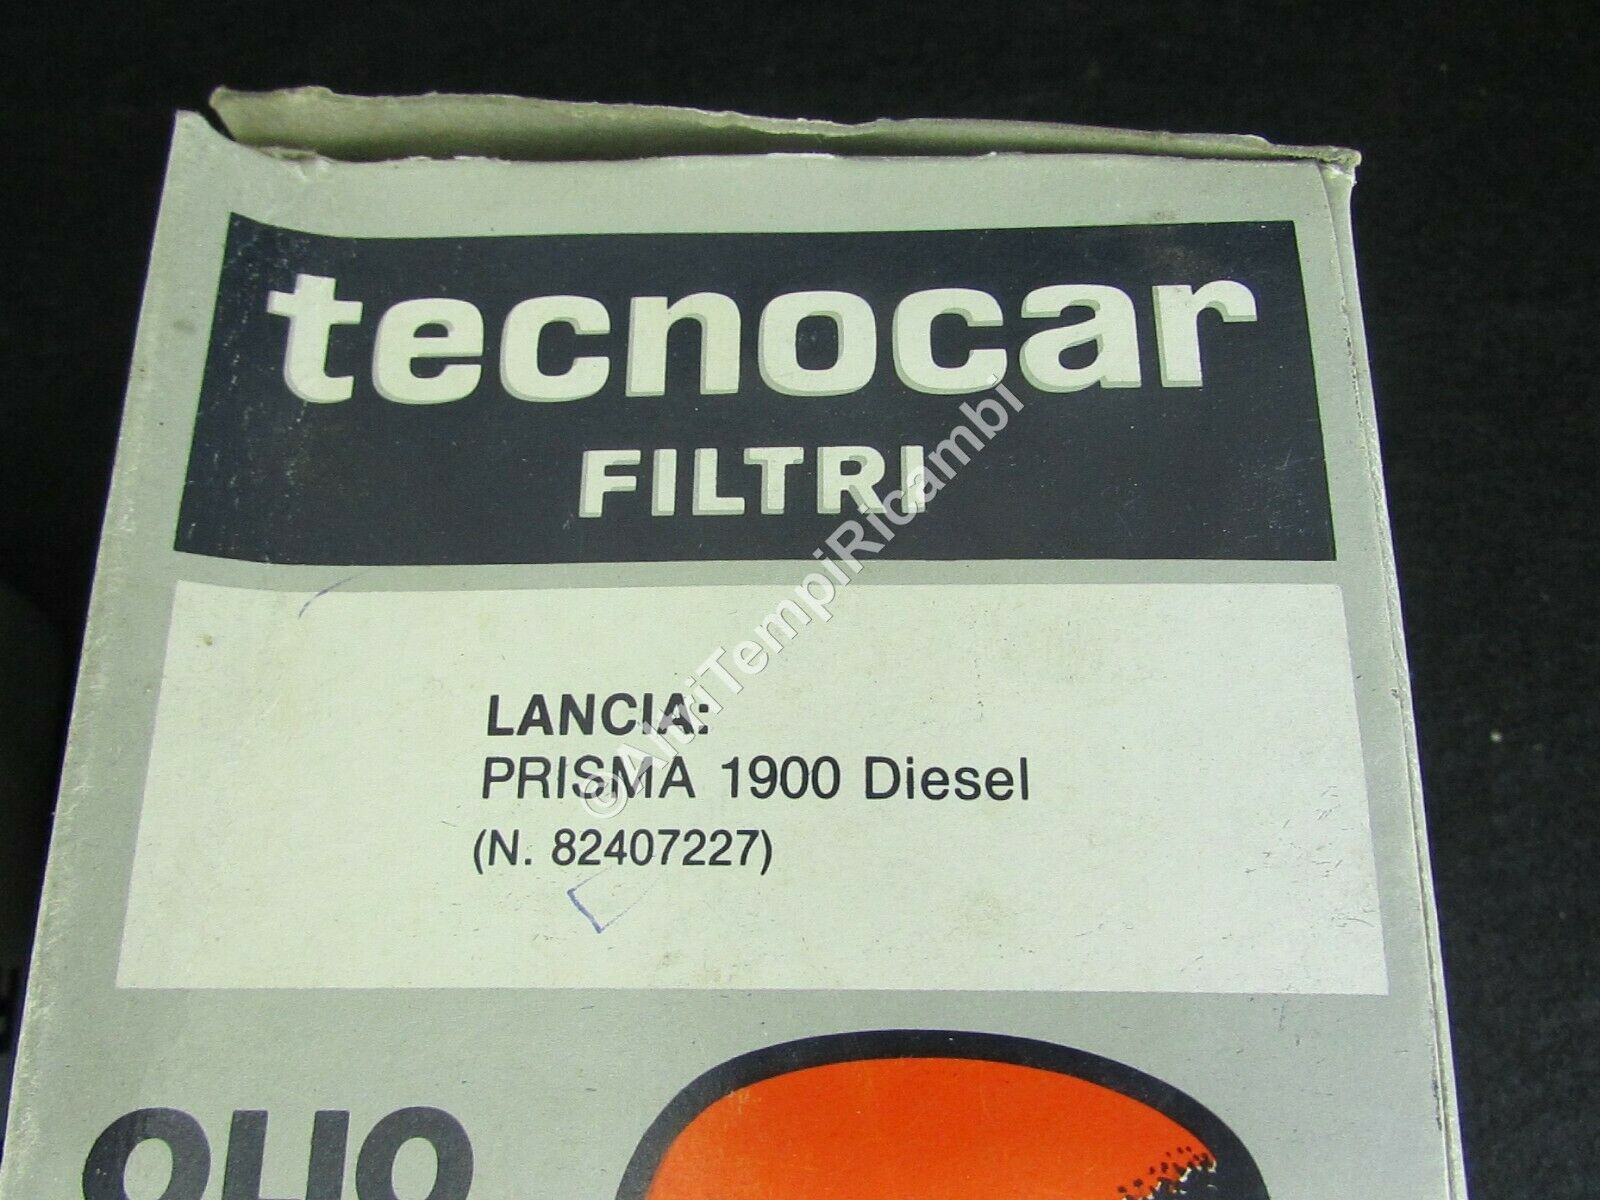 tecnocar
FILTRI
LANCIA:
PRISMA 1900 Diesel
(N. 82407227)
©AltriTempiRicambi
OLIO